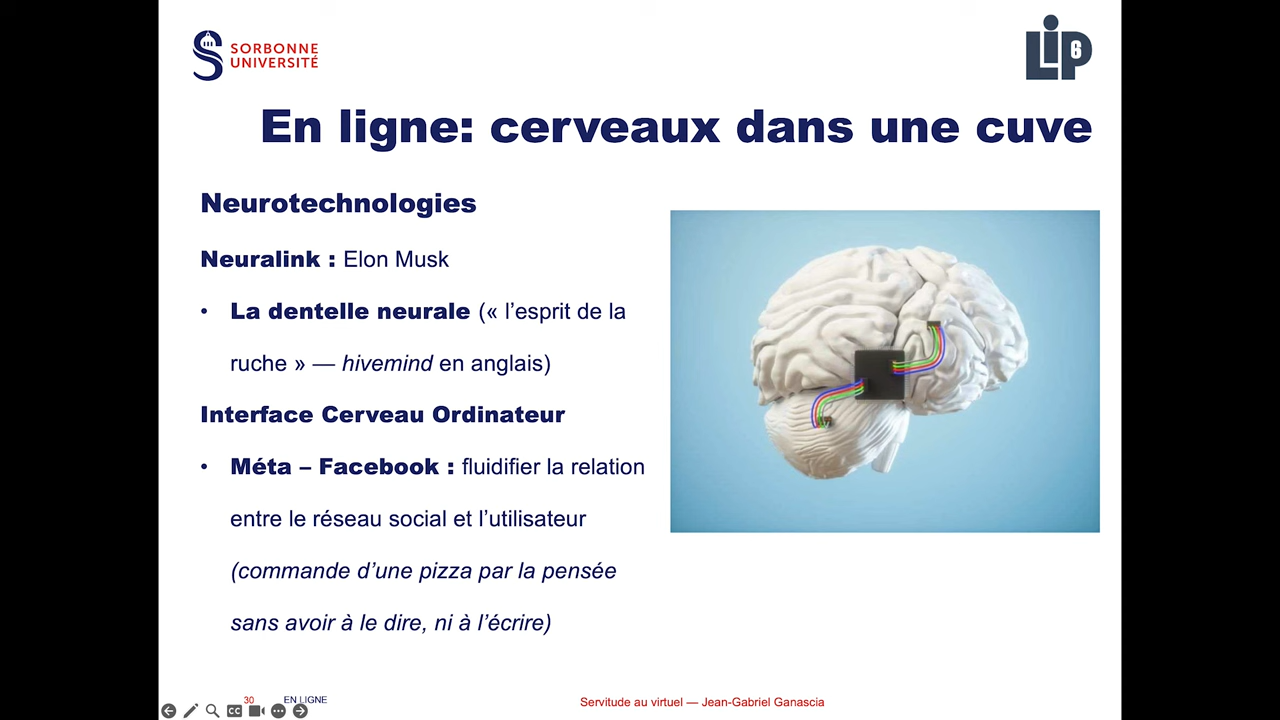 SORBONNE
UNIVERSITÉ
LIP6
En ligne: cerveaux dans une cuve
Neurotechnologies
Neuralink : Elon Musk
• La dentelle neurale (« l’esprit de la
ruche » — hivemind en anglais)
Interface Cerveau Ordinateur
• Méta – Facebook : fluidifier la relation
entre le réseau social et l’utilisateur
(commande d’une pizza par la pensée
sans avoir à le dire, ni à l’écrire)
30 EN LIGNE
Servitude au virtuel — Jean-Gabriel Ganascia
CC